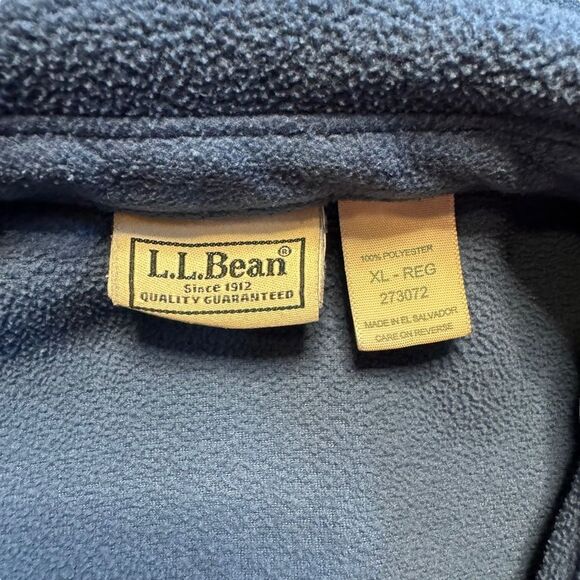 L.L.Bean®
Since 1912
QUALITY GUARANTEED
100% POLYESTER
XL - REG
273072
MADE IN EL SALVADOR
CARE ON REVERSE